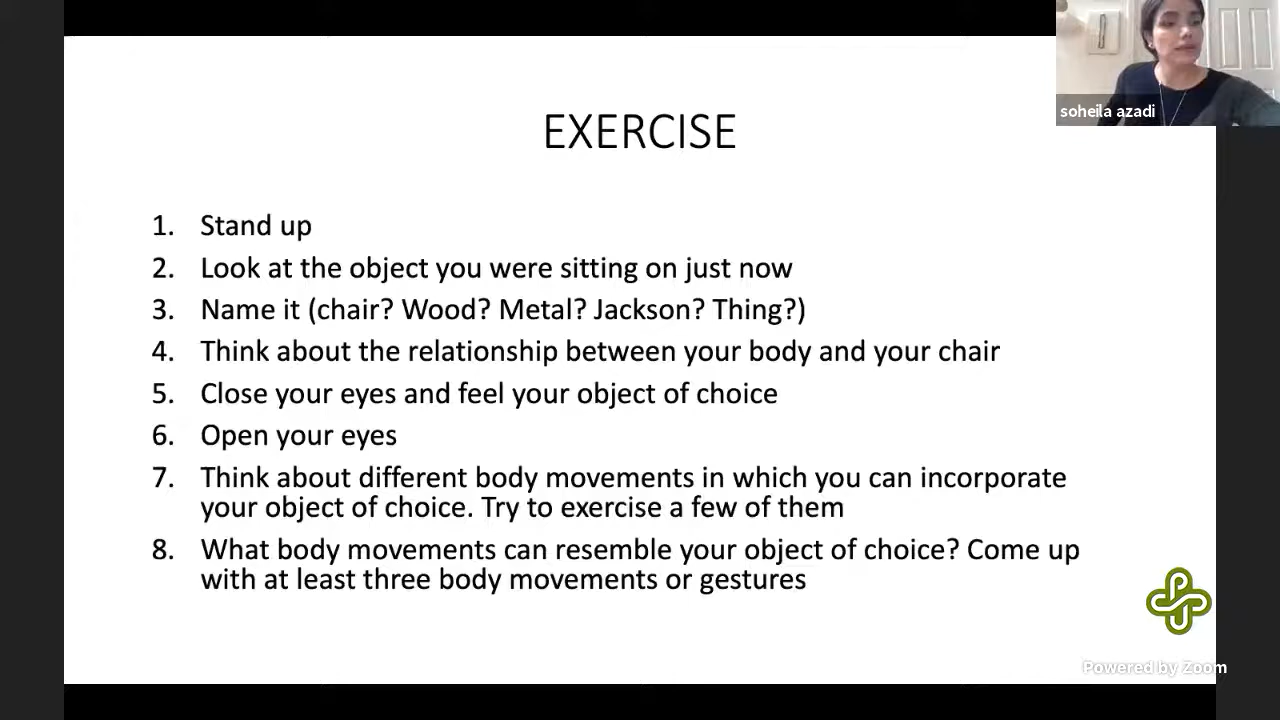 soheila azadi
EXERCISE
1. Stand up
2. Look at the object you were sitting on just now
3. Name it (chair? Wood? Metal? Jackson? Thing?)
4. Think about the relationship between your body and your chair
5. Close your eyes and feel your object of choice
6. Open your eyes
7. Think about different body movements in which you can incorporate
your object of choice. Try to exercise a few of them
8. What body movements can resemble your object of choice? Come up
with at least three body movements or gestures
PSU
Powered by Zoom